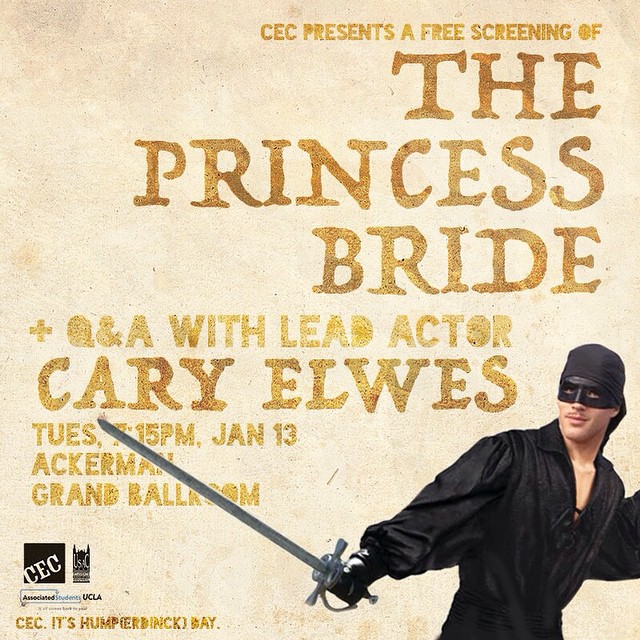 CEC PRESENTS A FREE SCREENING OF
THE
PRINCESS
BRIDE
+ Q&A WITH LEAD ACTOR
CARY ELWES
TUES, 7:15PM, JAN 13
ACKERMAN
GRAND BALLROOM
CEC
Associated Students UCLA
CEC. IT'S HUMP(ERDINCK) DAY.